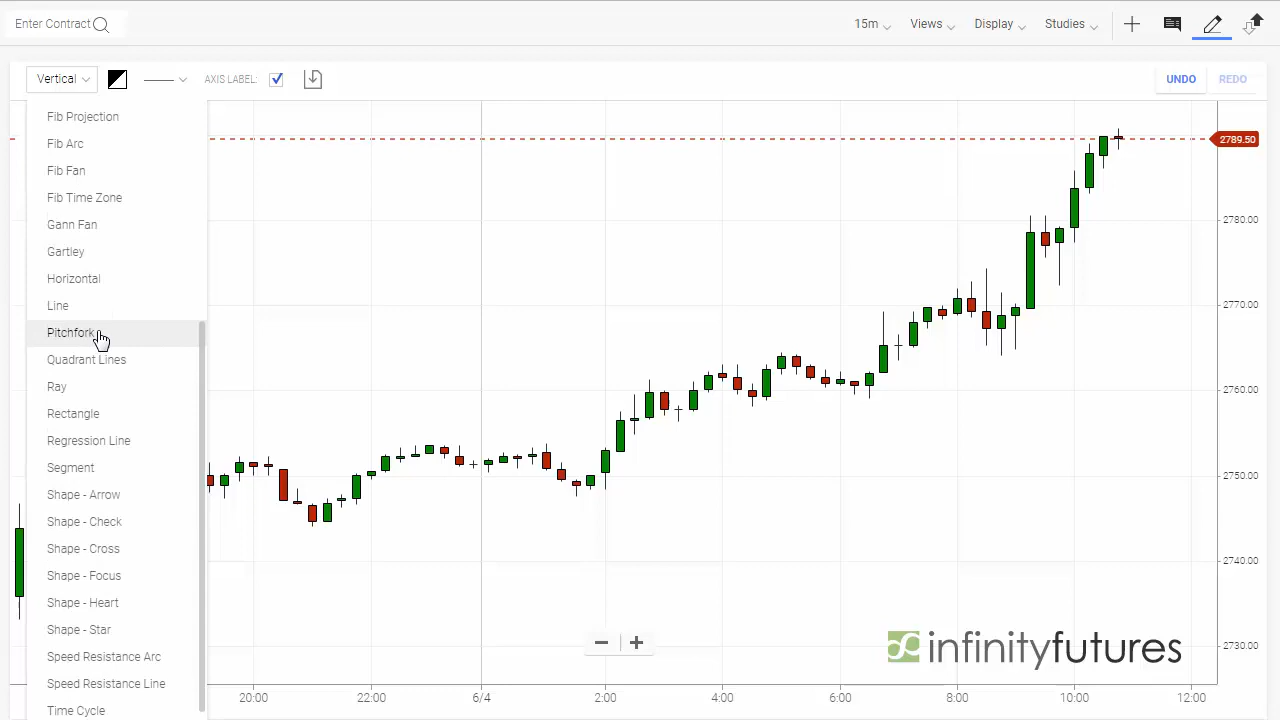 Enter Contract
15m
Views
Display
Studies
Vertical
AXIS LABEL:
UNDO
REDO
Fib Projection
Fib Arc
Fib Fan
Fib Time Zone
Gann Fan
Gartley
Horizontal
Line
Pitchfork
Quadrant Lines
Ray
Rectangle
Regression Line
Segment
Shape - Arrow
Shape - Check
Shape - Cross
Shape - Focus
Shape - Heart
Shape - Star
Speed Resistance Arc
Speed Resistance Line
Time Cycle
2789.50
2780.00
2770.00
2760.00
2750.00
2740.00
2730.00
infinityfutures
20:00 22:00 6/4 2:00 4:00 6:00 8:00 10:00 12:00